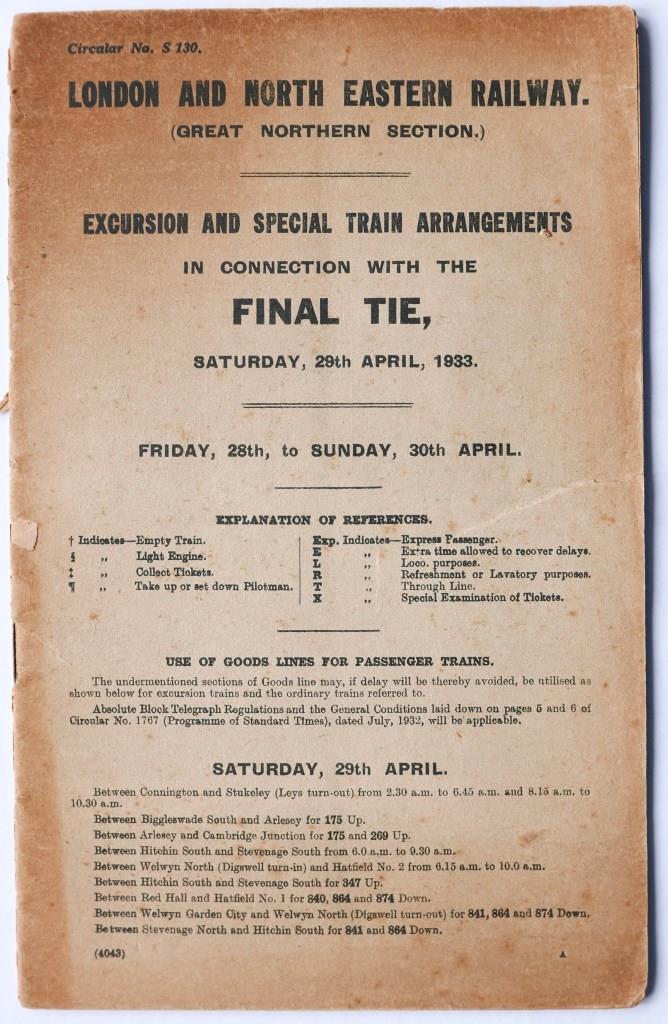 Circular No. S 130.
LONDON AND NORTH EASTERN RAILWAY.
(GREAT NORTHERN SECTION.)
EXCURSION AND SPECIAL TRAIN ARRANGEMENTS
IN CONNECTION WITH THE
FINAL TIE,
SATURDAY, 29th APRIL, 1933.
FRIDAY, 28th, to SUNDAY, 30th APRIL.
EXPLANATION OF REFERENCES.
† Indicates—Empty Train.
§ „ Light Engine.
‡ „ Collect Tickets.
¶ „ Take up or set down Pilotman.
Exp. Indicates—Express Passenger.
E „ Extra time allowed to recover delays.
L „ Loco. purposes.
R „ Refreshment or Lavatory purposes.
T „ Through Line.
X „ Special Examination of Tickets.
USE OF GOODS LINES FOR PASSENGER TRAINS.
The undermentioned sections of Goods line may, if delay will be thereby avoided, be utilised as
shown below for excursion trains and the ordinary trains referred to.
Absolute Block Telegraph Regulations and the General Conditions laid down on pages 5 and 6 of
Circular No. 1767 (Programme of Standard Times), dated July, 1932, will be applicable.
SATURDAY, 29th APRIL.
Between Connington and Stukeley (Leys turn-out) from 2.30 a.m. to 6.45 a.m. and 8.15 a.m. to
10.30 a.m.
Between Biggleswade South and Arlesey for 175 Up.
Between Arlesey and Cambridge Junction for 175 and 269 Up.
Between Hitchin South and Stevenage South from 6.0 a.m. to 9.30 a.m.
Between Welwyn North (Digswell turn-in) and Hatfield No. 2 from 6.15 a.m. to 10.0 a.m.
Between Hitchin South and Stevenage South for 347 Up.
Between Red Hall and Hatfield No. 1 for 840, 864 and 874 Down.
Between Welwyn Garden City and Welwyn North (Digswell turn-out) for 841, 864 and 874 Down.
Between Stevenage North and Hitchin South for 841 and 864 Down.
(4043)
A